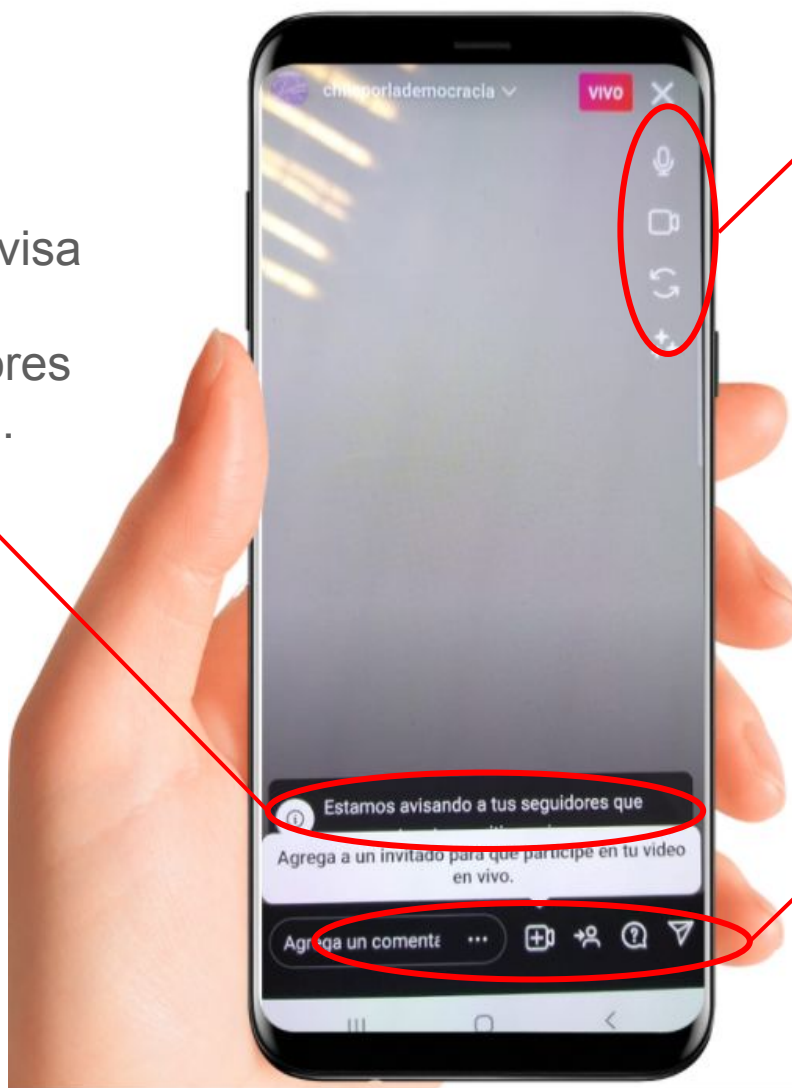 visa
ores
.
chileporlademocracia
VIVO
Estamos avisando a tus seguidores que
Agrega a un invitado para que participe en tu video
en vivo.
Agrega un comenta